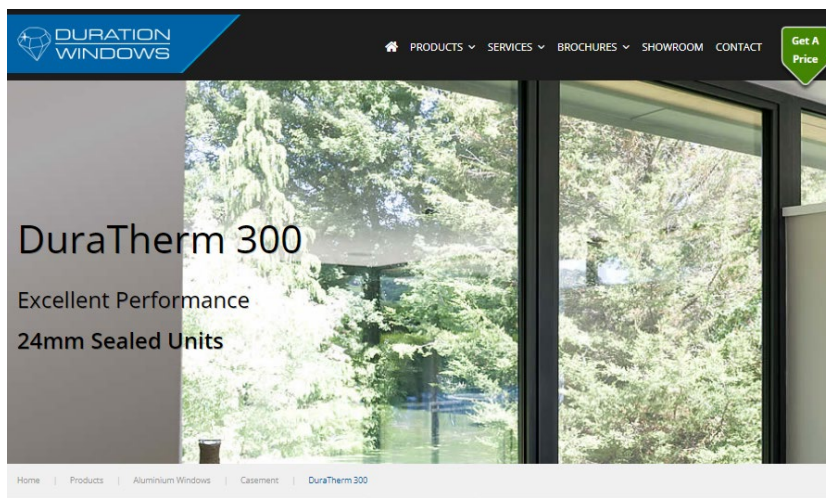 DURATION
WINDOWS
PRODUCTS SERVICES BROCHURES SHOWROOM CONTACT
Get A
Price
DuraTherm 300
Excellent Performance
24mm Sealed Units
Home | Products | Aluminium Windows | Casement | DuraTherm 300